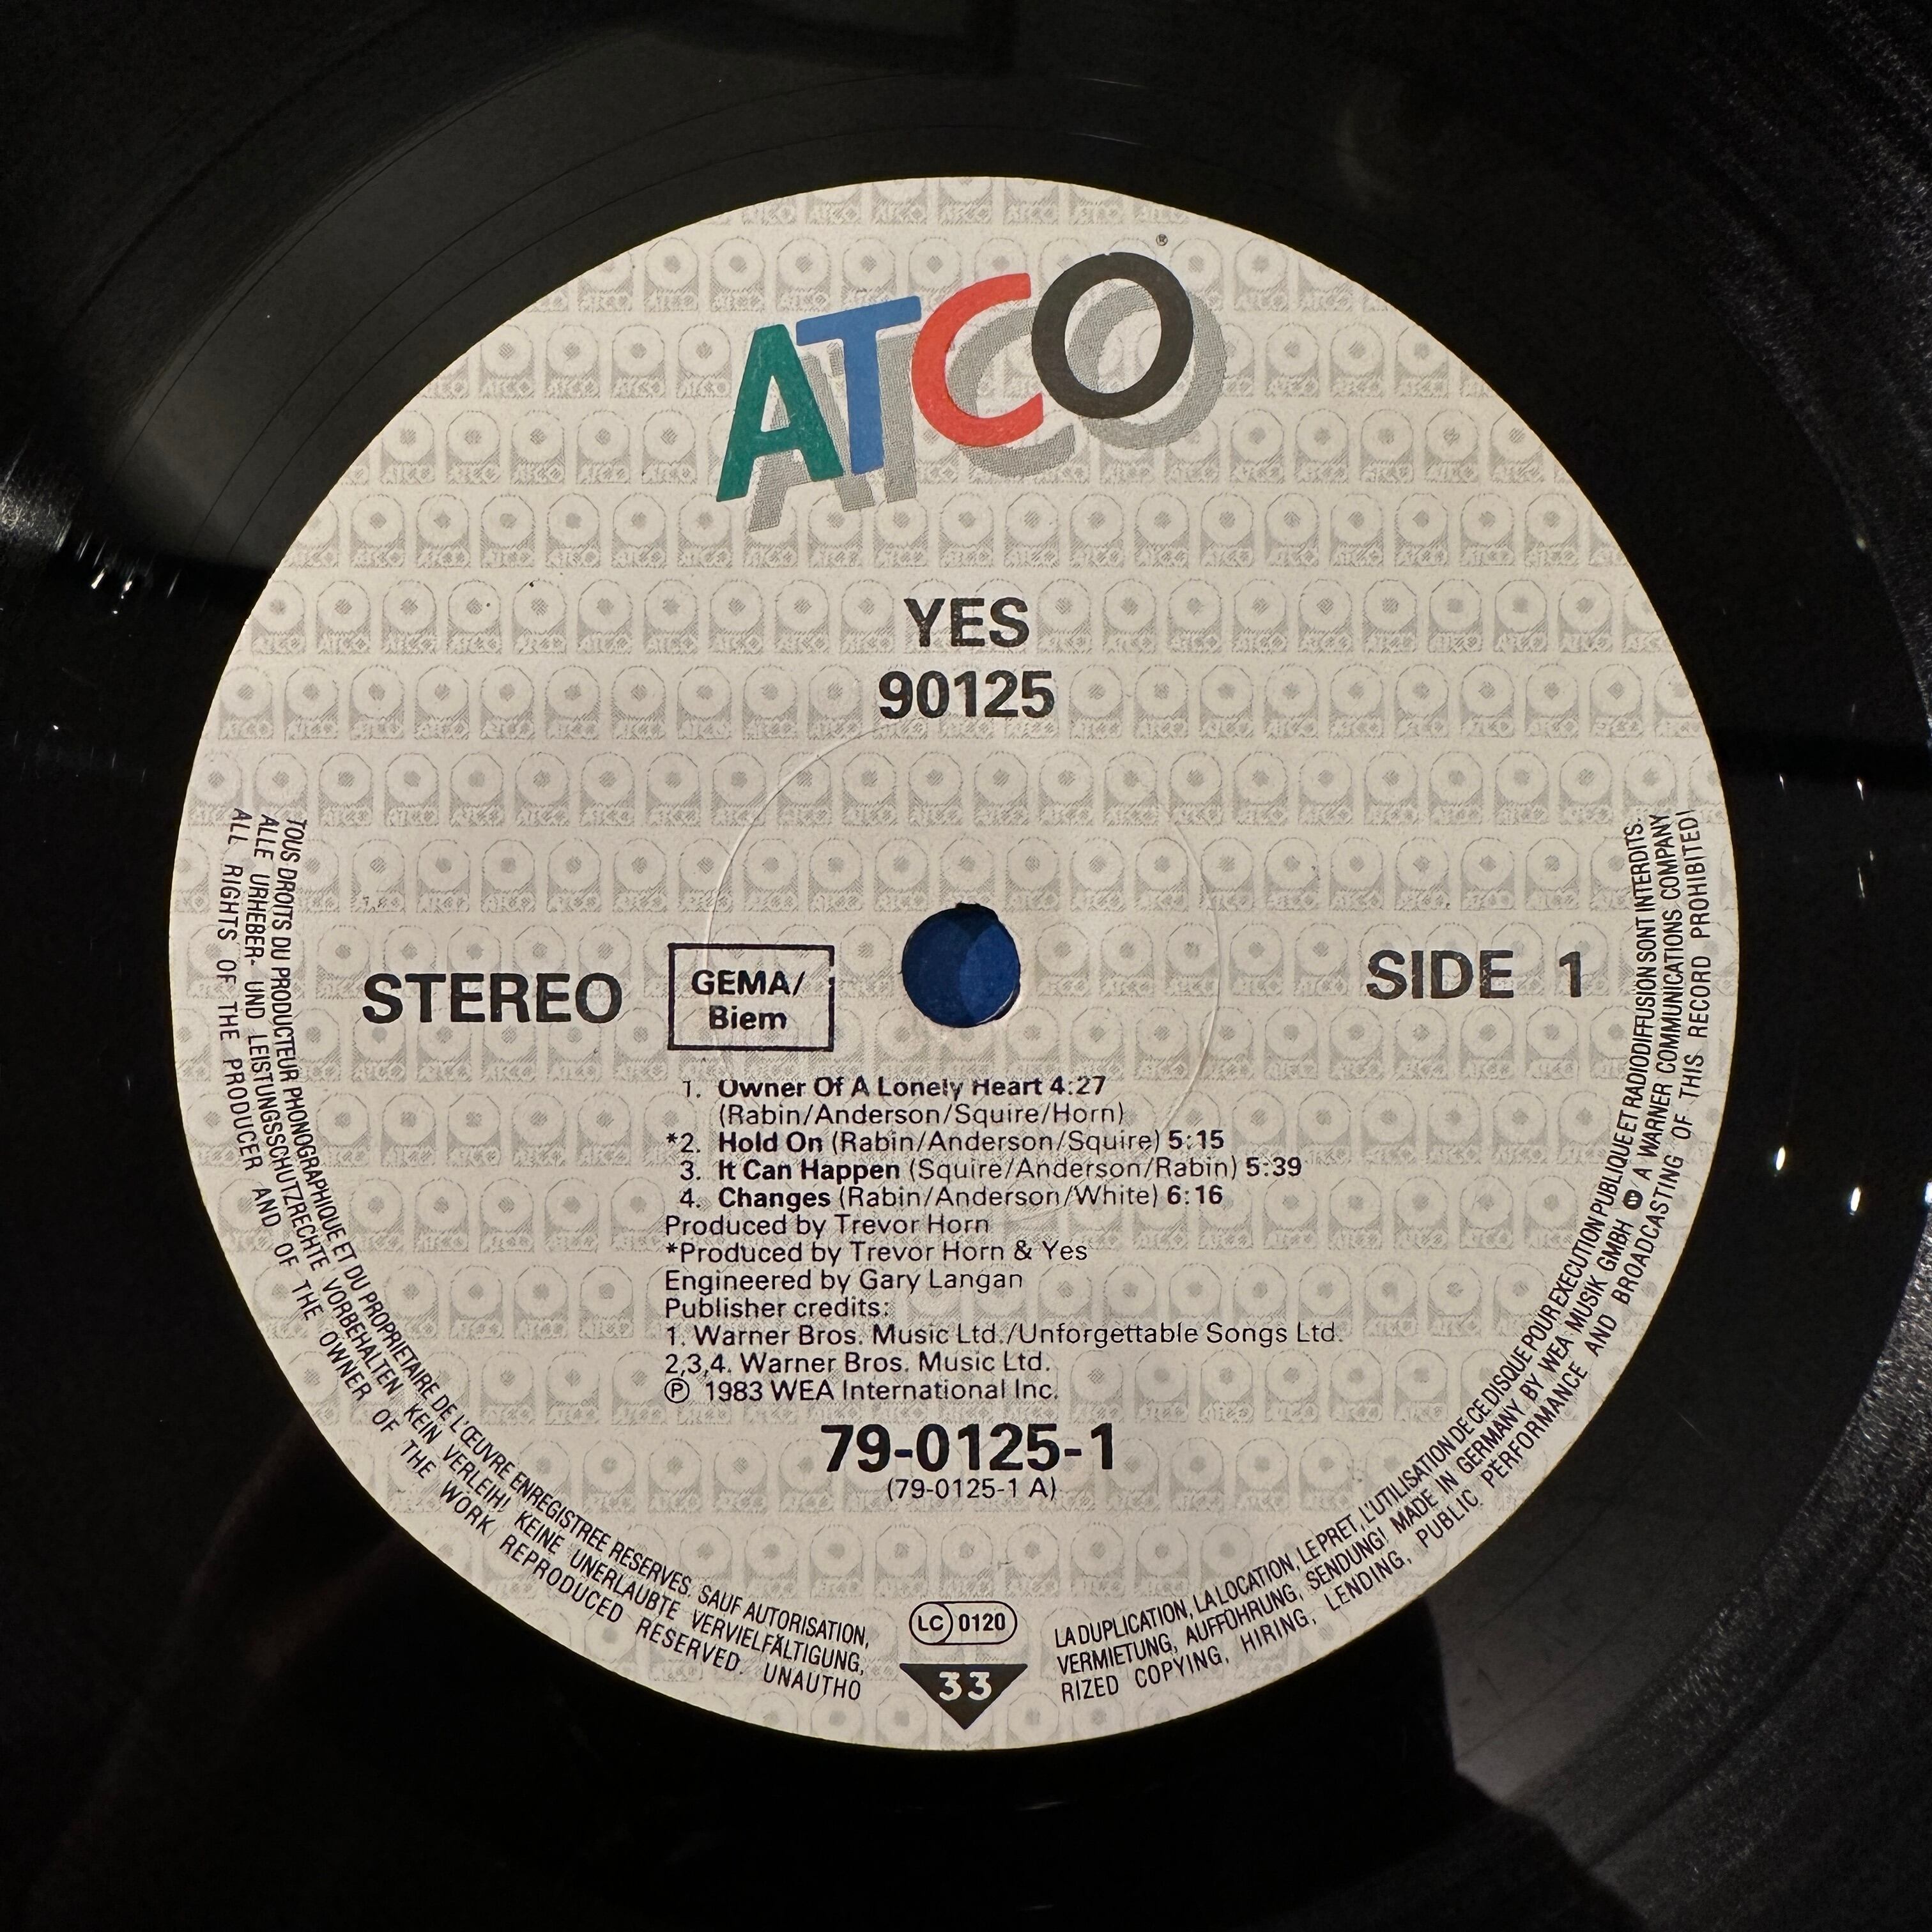 ATCO®
YES
90125
STEREO
GEMA/
Biem
SIDE 1
1. Owner Of A Lonely Heart 4:27
(Rabin/Anderson/Squire/Horn)
*2. Hold On (Rabin/Anderson/Squire) 5:15
3. It Can Happen (Squire/Anderson/Rabin) 5:39
4. Changes (Rabin/Anderson/White) 6:16
Produced by Trevor Horn
*Produced by Trevor Horn & Yes
Engineered by Gary Langan
Publisher credits:
1. Warner Bros. Music Ltd./Unforgettable Songs Ltd.
2,3,4. Warner Bros. Music Ltd.
℗ 1983 WEA International Inc.
79-0125-1
(79-0125-1 A)
LC 0120
33
TOUS DROITS DU PRODUCTEUR PHONOGRAPHIQUE ET DU PROPRIETAIRE DE L'ŒUVRE ENREGISTREE RESERVES. SAUF AUTORISATION, LA DUPLICATION, LA LOCATION, LE PRET, L'UTILISATION DE CE DISQUE POUR EXECUTION PUBLIQUE ET RADIODIFFUSION SONT INTERDITS.
ALLE URHEBER- UND LEISTUNGSSCHUTZRECHTE VORBEHALTEN KEIN VERLEIH! KEINE UNERLAUBTE VERVIELFÄLTIGUNG, VERMIETUNG, AUFFÜHRUNG, SENDUNG! MADE IN GERMANY BY WEA MUSIK GMBH / A WARNER COMMUNICATIONS COMPANY
ALL RIGHTS OF THE PRODUCER AND OF THE OWNER OF THE WORK REPRODUCED RESERVED. UNAUTHORIZED COPYING, HIRING, LENDING, PUBLIC PERFORMANCE AND BROADCASTING OF THIS RECORD PROHIBITED!